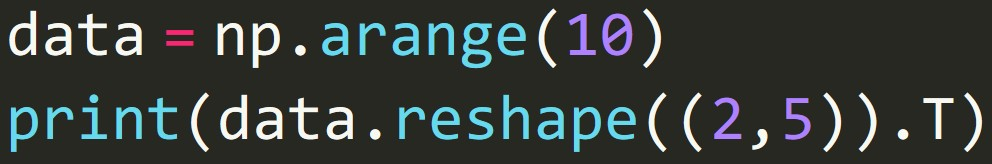 data = np.arange(10)
print(data.reshape((2,5)).T)